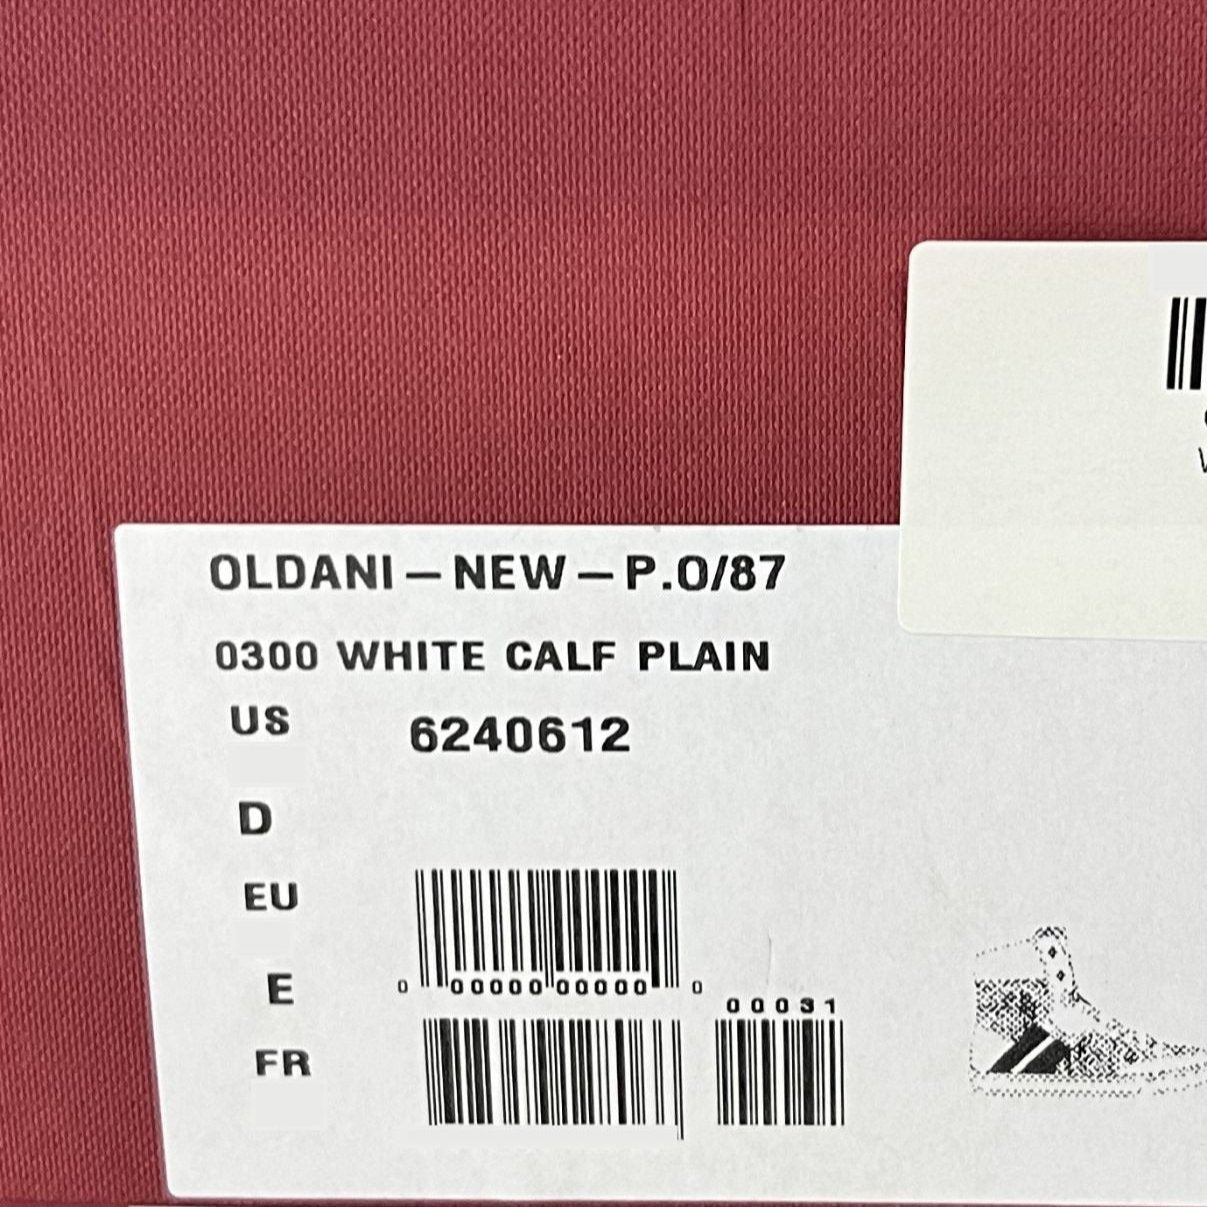 OLDANI – NEW – P.O/87
0300 WHITE CALF PLAIN
US 6240612
D
EU
E
FR
0 00000 00000 0
00031